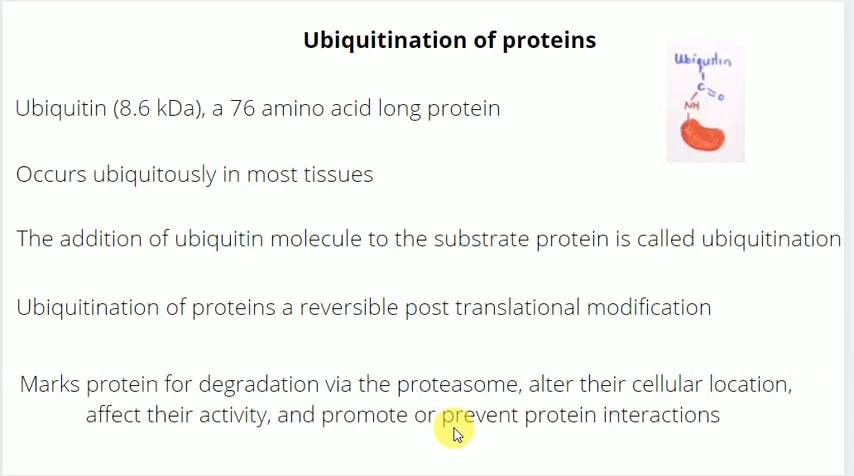 Ubiquitination of proteins
Ubiquitin
C
O
NH
Ubiquitin (8.6 kDa), a 76 amino acid long protein
Occurs ubiquitously in most tissues
The addition of ubiquitin molecule to the substrate protein is called ubiquitination
Ubiquitination of proteins a reversible post translational modification
Marks protein for degradation via the proteasome, alter their cellular location,
affect their activity, and promote or prevent protein interactions